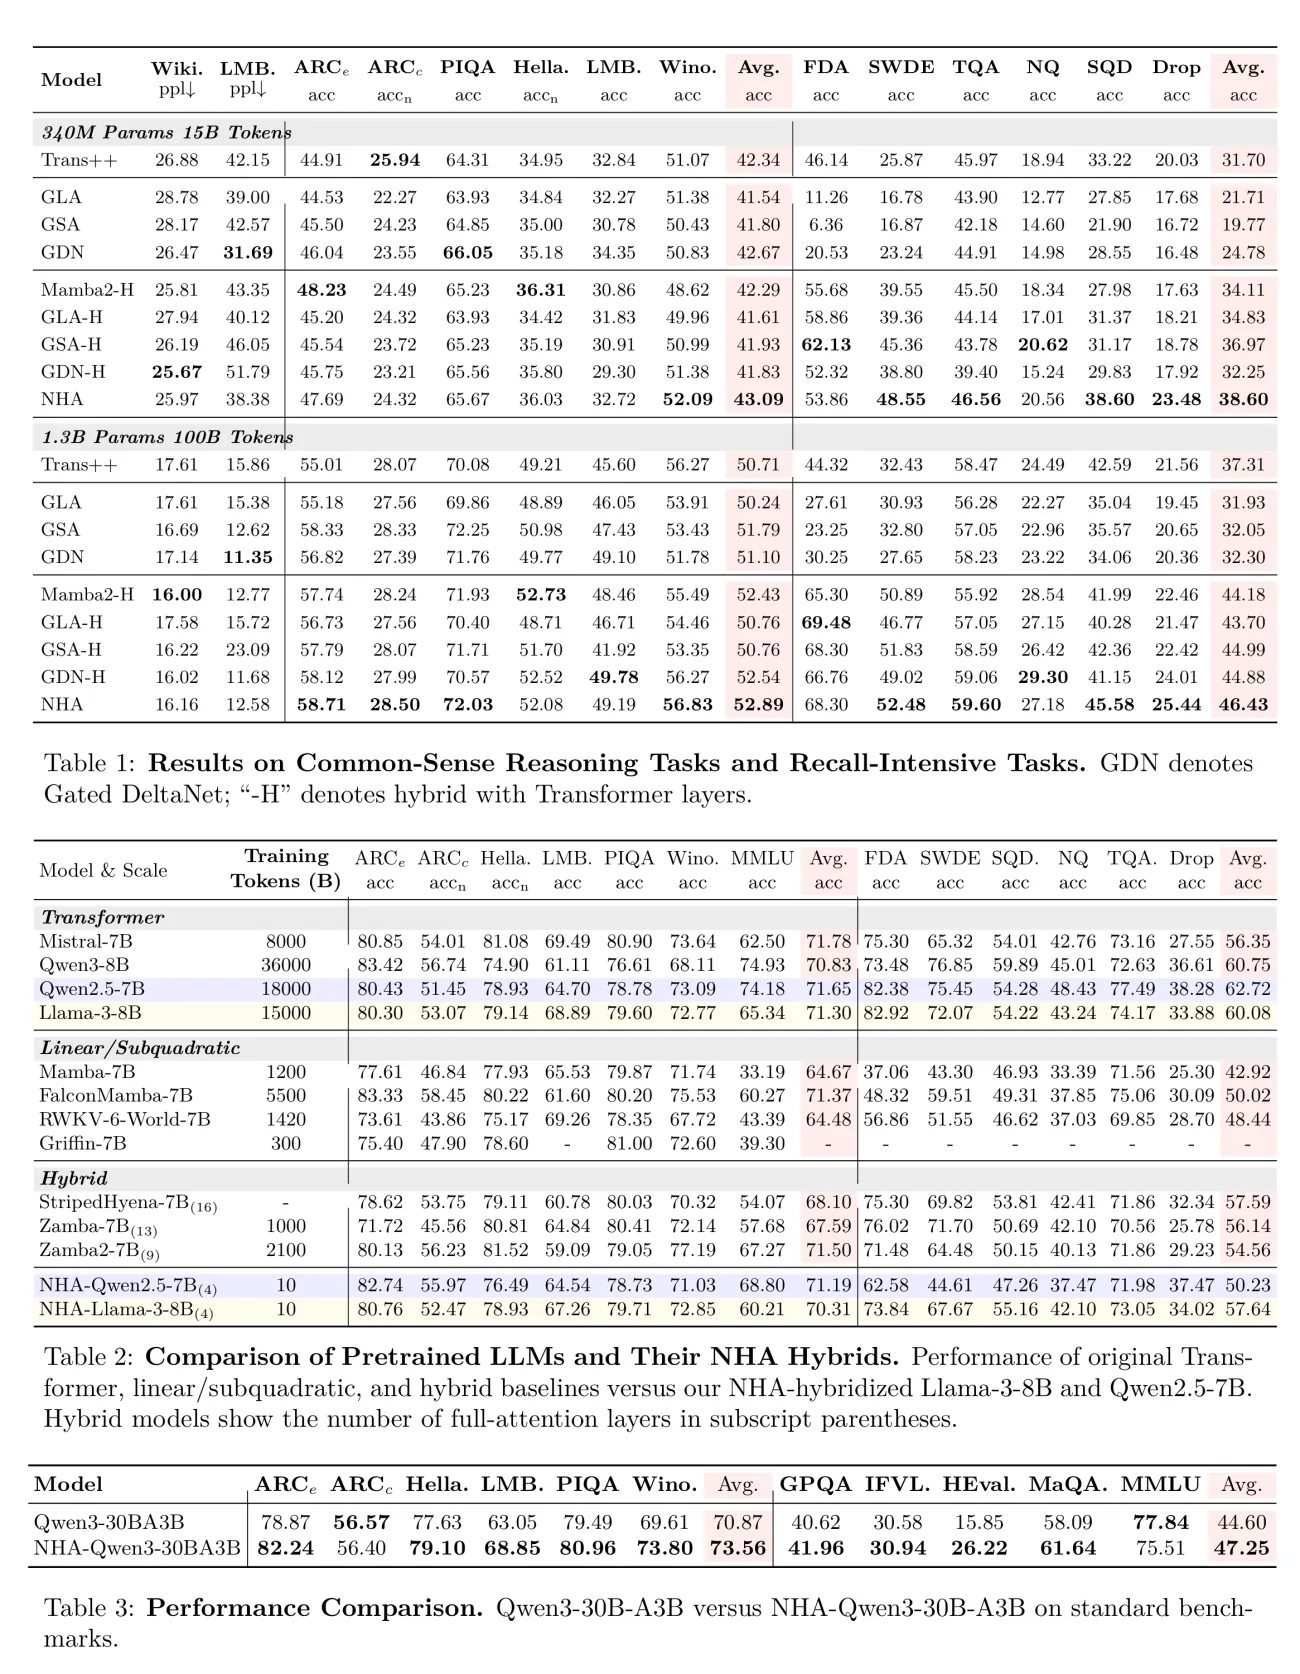 Model Wiki. LMB. ARCe ARCc PIQA Hella. LMB. Wino. Avg. FDA SWDE TQA NQ SQD Drop Avg.
ppl↓ ppl↓ acc accn acc accn acc acc acc acc acc acc acc acc acc acc
340M Params 15B Tokens
Trans++ 26.88 42.15 44.91 25.94 64.31 34.95 32.84 51.07 42.34 46.14 25.87 45.97 18.94 33.22 20.03 31.70
GLA 28.78 39.00 44.53 22.27 63.93 34.84 32.27 51.38 41.54 11.26 16.78 43.90 12.77 27.85 17.68 21.71
GSA 28.17 42.57 45.50 24.23 64.85 35.00 30.78 50.43 41.80 6.36 16.87 42.18 14.60 21.90 16.72 19.77
GDN 26.47 31.69 46.04 23.55 66.05 35.18 34.35 50.83 42.67 20.53 23.24 44.91 14.98 28.55 16.48 24.78
Mamba2-H 25.81 43.35 48.23 24.49 65.23 36.31 30.86 48.62 42.29 55.68 39.55 45.50 18.34 27.98 17.63 34.11
GLA-H 27.94 40.12 45.20 24.32 63.93 34.42 31.83 49.96 41.61 58.86 39.36 44.14 17.01 31.37 18.21 34.83
GSA-H 26.19 46.05 45.54 23.72 65.23 35.19 30.91 50.99 41.93 62.13 45.36 43.78 20.62 31.17 18.78 36.97
GDN-H 25.67 51.79 45.75 23.21 65.56 35.80 29.30 51.38 41.83 52.32 38.80 39.40 15.24 29.83 17.92 32.25
NHA 25.97 38.38 47.69 24.32 65.67 36.03 32.72 52.09 43.09 53.86 48.55 46.56 20.56 38.60 23.48 38.60
1.3B Params 100B Tokens
Trans++ 17.61 15.86 55.01 28.07 70.08 49.21 45.60 56.27 50.71 44.32 32.43 58.47 24.49 42.59 21.56 37.31
GLA 17.61 15.38 55.18 27.56 69.86 48.89 46.05 53.91 50.24 27.61 30.93 56.28 22.27 35.04 19.45 31.93
GSA 16.69 12.62 58.33 28.33 72.25 50.98 47.43 53.43 51.79 23.25 32.80 57.05 22.96 35.57 20.65 32.05
GDN 17.14 11.35 56.82 27.39 71.76 49.77 49.10 51.78 51.10 30.25 27.65 58.23 23.22 34.06 20.36 32.30
Mamba2-H 16.00 12.77 57.74 28.24 71.93 52.73 48.46 55.49 52.43 65.30 50.89 55.92 28.54 41.99 22.46 44.18
GLA-H 17.58 15.72 56.73 27.56 70.40 48.71 46.71 54.46 50.76 69.48 46.77 57.05 27.15 40.28 21.47 43.70
GSA-H 16.22 23.09 57.79 28.07 71.71 51.70 41.92 53.35 50.76 68.30 51.83 58.59 26.42 42.36 22.42 44.99
GDN-H 16.02 11.68 58.12 27.99 70.57 52.52 49.78 56.27 52.54 66.76 49.02 59.06 29.30 41.15 24.01 44.88
NHA 16.16 12.58 58.71 28.50 72.03 52.08 49.19 56.83 52.89 68.30 52.48 59.60 27.18 45.58 25.44 46.43
Table 1: Results on Common-Sense Reasoning Tasks and Recall-Intensive Tasks. GDN denotes
Gated DeltaNet; “-H” denotes hybrid with Transformer layers.
Model & Scale Training Tokens (B) ARCe ARCc Hella. LMB. PIQA Wino. MMLU Avg. FDA SWDE SQD. NQ TQA. Drop Avg.
acc accn accn acc acc acc acc acc acc acc acc acc acc acc acc
Transformer
Mistral-7B 8000 80.85 54.01 81.08 69.49 80.90 73.64 62.50 71.78 75.30 65.32 54.01 42.76 73.16 27.55 56.35
Qwen3-8B 36000 83.42 56.74 74.90 61.11 76.61 68.11 74.93 70.83 73.48 76.85 59.89 45.01 72.63 36.61 60.75
Qwen2.5-7B 18000 80.43 51.45 78.93 64.70 78.78 73.09 74.18 71.65 82.38 75.45 54.28 48.43 77.49 38.28 62.72
Llama-3-8B 15000 80.30 53.07 79.14 68.89 79.60 72.77 65.34 71.30 82.92 72.07 54.22 43.24 74.17 33.88 60.08
Linear/Subquadratic
Mamba-7B 1200 77.61 46.84 77.93 65.53 79.87 71.74 33.19 64.67 37.06 43.30 46.93 33.39 71.56 25.30 42.92
FalconMamba-7B 5500 83.33 58.45 80.22 61.60 80.20 75.53 60.27 71.37 48.32 59.51 49.31 37.85 75.06 30.09 50.02
RWKV-6-World-7B 1420 73.61 43.86 75.17 69.26 78.35 67.72 43.39 64.48 56.86 51.55 46.62 37.03 69.85 28.70 48.44
Griffin-7B 300 75.40 47.90 78.60 - 81.00 72.60 39.30 - - - - - - - -
Hybrid
StripedHyena-7B(16) - 78.62 53.75 79.11 60.78 80.03 70.32 54.07 68.10 75.30 69.82 53.81 42.41 71.86 32.34 57.59
Zamba-7B(13) 1000 71.72 45.56 80.81 64.84 80.41 72.14 57.68 67.59 76.02 71.70 50.69 42.10 70.56 25.78 56.14
Zamba2-7B(9) 2100 80.13 56.23 81.52 59.09 79.05 77.19 67.27 71.50 71.48 64.48 50.15 40.13 71.86 29.23 54.56
NHA-Qwen2.5-7B(4) 10 82.74 55.97 76.49 64.54 78.73 71.03 68.80 71.19 62.58 44.61 47.26 37.47 71.98 37.47 50.23
NHA-Llama-3-8B(4) 10 80.76 52.47 78.93 67.26 79.71 72.85 60.21 70.31 73.84 67.67 55.16 42.10 73.05 34.02 57.64
Table 2: Comparison of Pretrained LLMs and Their NHA Hybrids. Performance of original Trans-
former, linear/subquadratic, and hybrid baselines versus our NHA-hybridized Llama-3-8B and Qwen2.5-7B.
Hybrid models show the number of full-attention layers in subscript parentheses.
Model ARCe ARCc Hella. LMB. PIQA Wino. Avg. GPQA IFVL. HEval. MaQA. MMLU Avg.
Qwen3-30BA3B 78.87 56.57 77.63 63.05 79.49 69.61 70.87 40.62 30.58 15.85 58.09 77.84 44.60
NHA-Qwen3-30BA3B 82.24 56.40 79.10 68.85 80.96 73.80 73.56 41.96 30.94 26.22 61.64 75.51 47.25
Table 3: Performance Comparison. Qwen3-30B-A3B versus NHA-Qwen3-30B-A3B on standard bench-
marks.